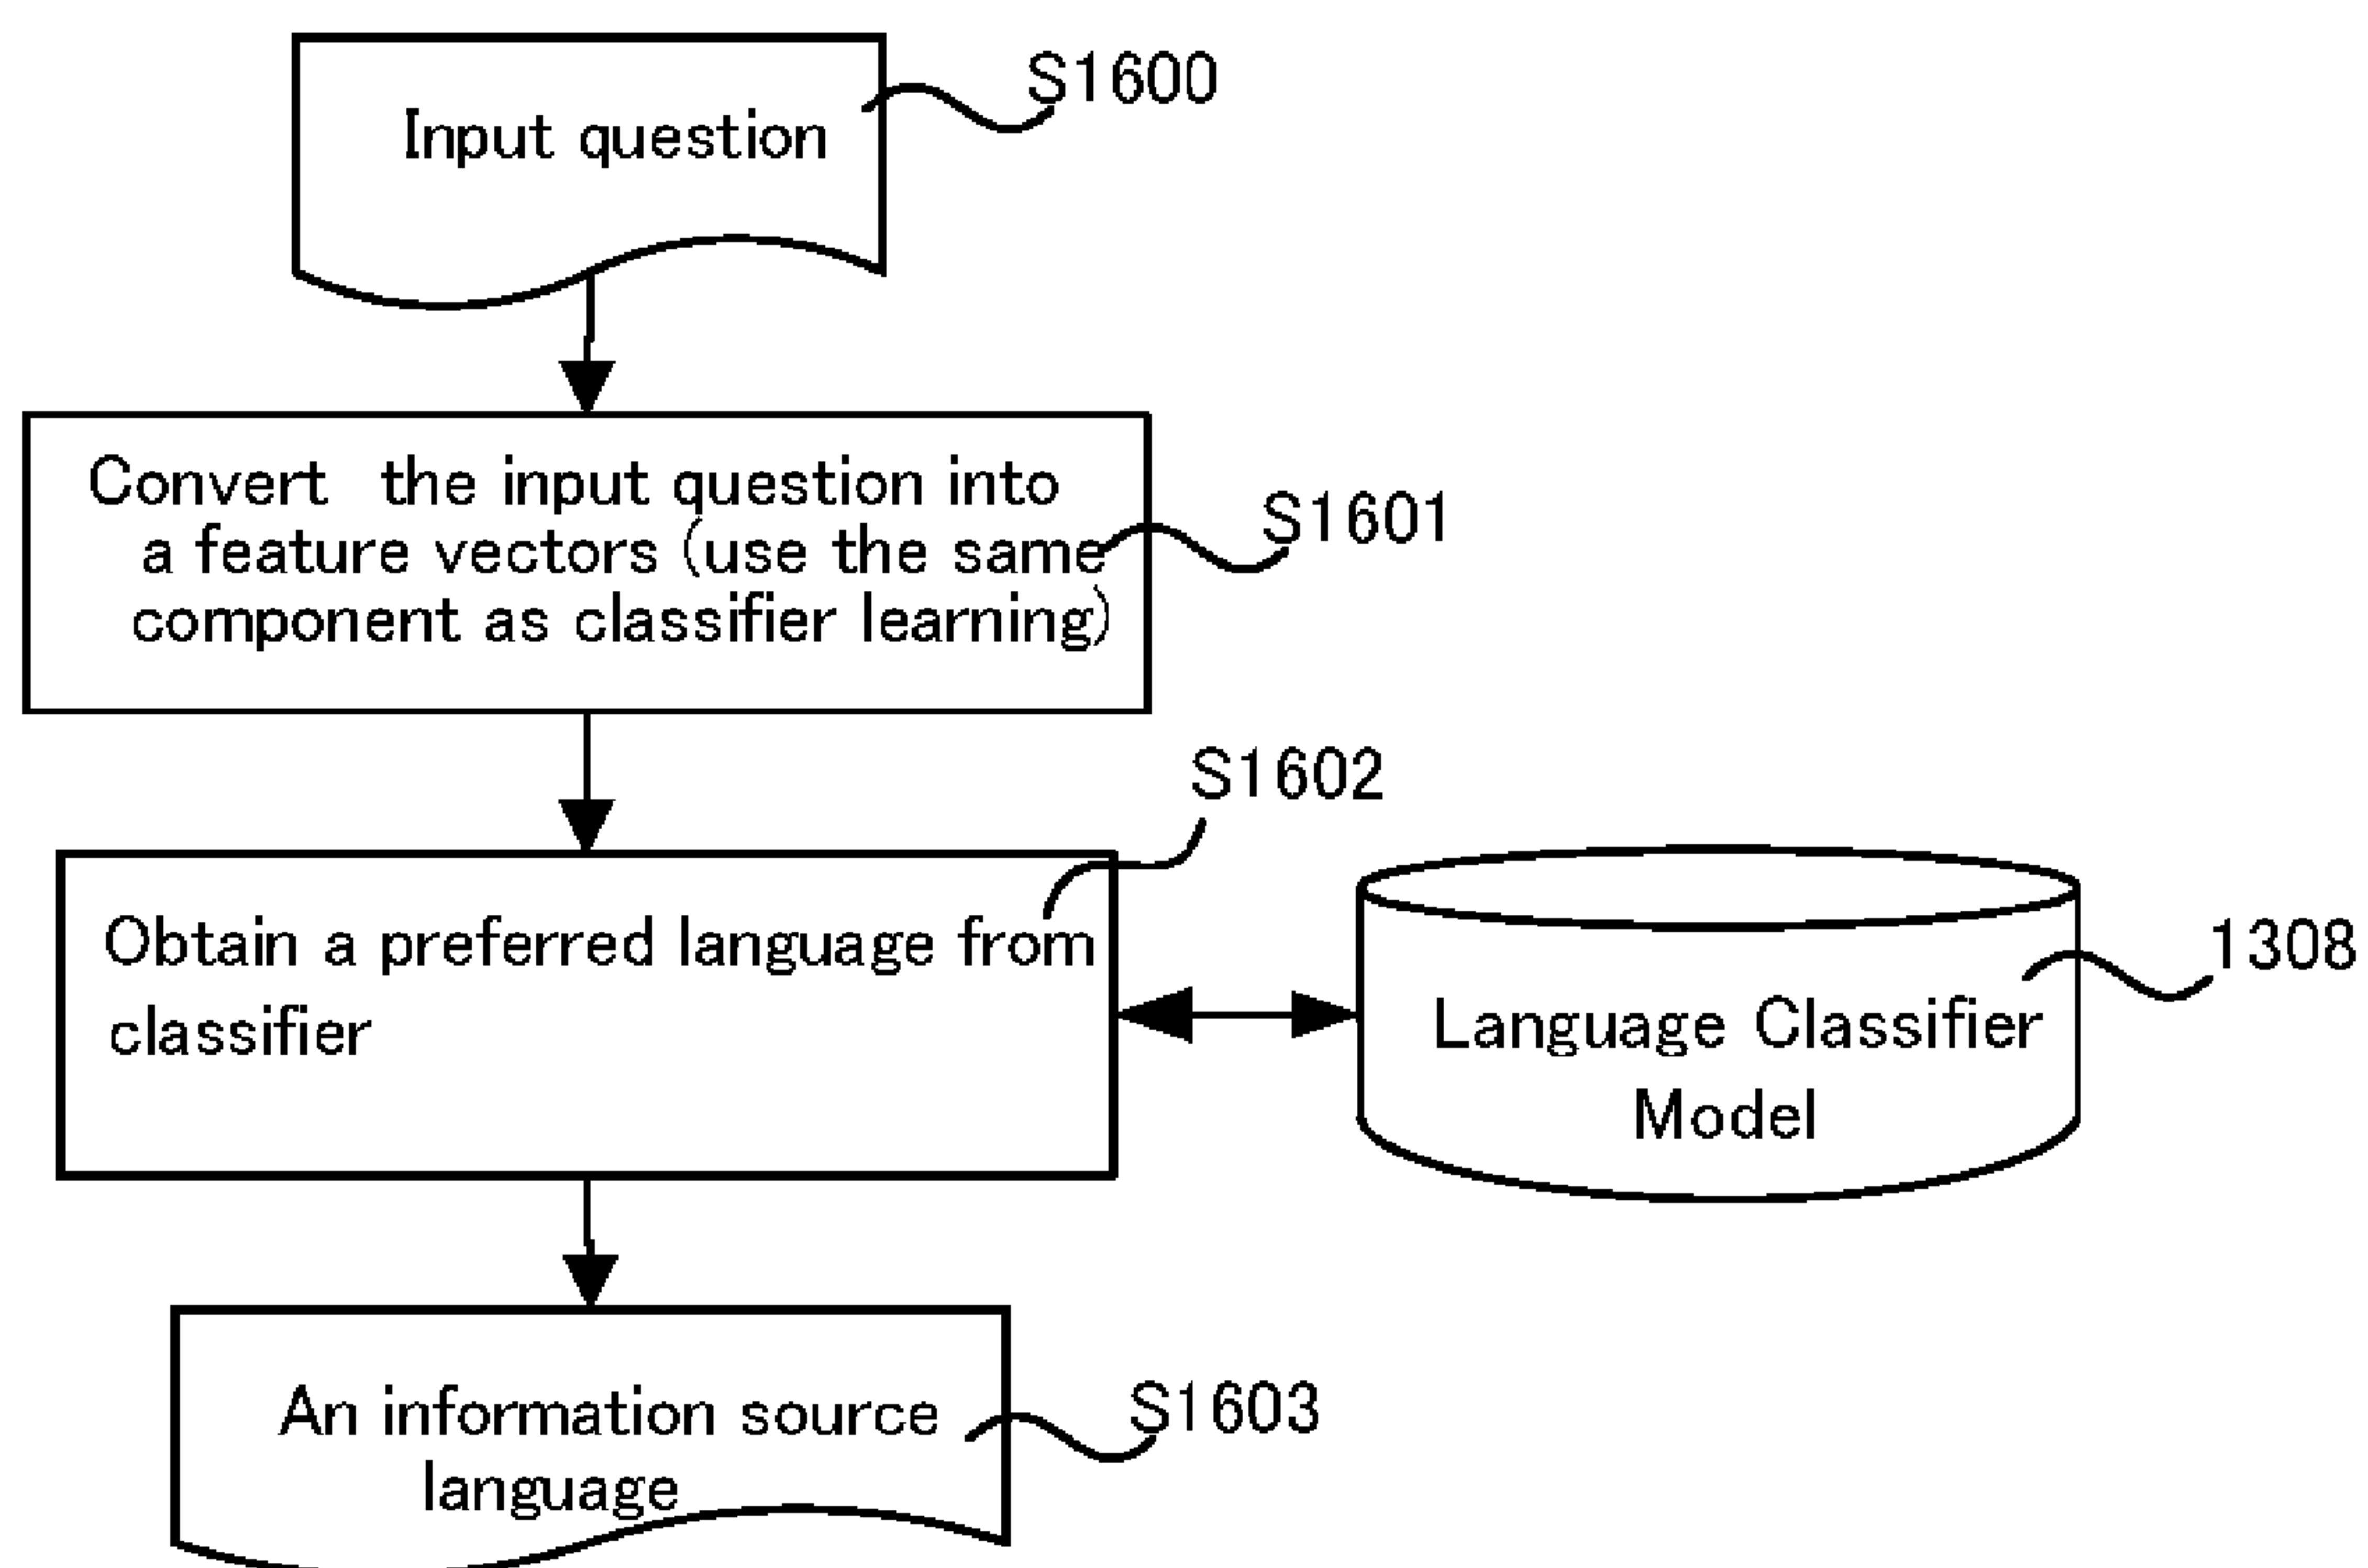 Input question
S1600
Convert the input question into
a feature vectors (use the same
component as classifier learning)
S1601
S1602
Obtain a preferred language from
classifier
1308
Language Classifier
Model
An information source
language
S1603